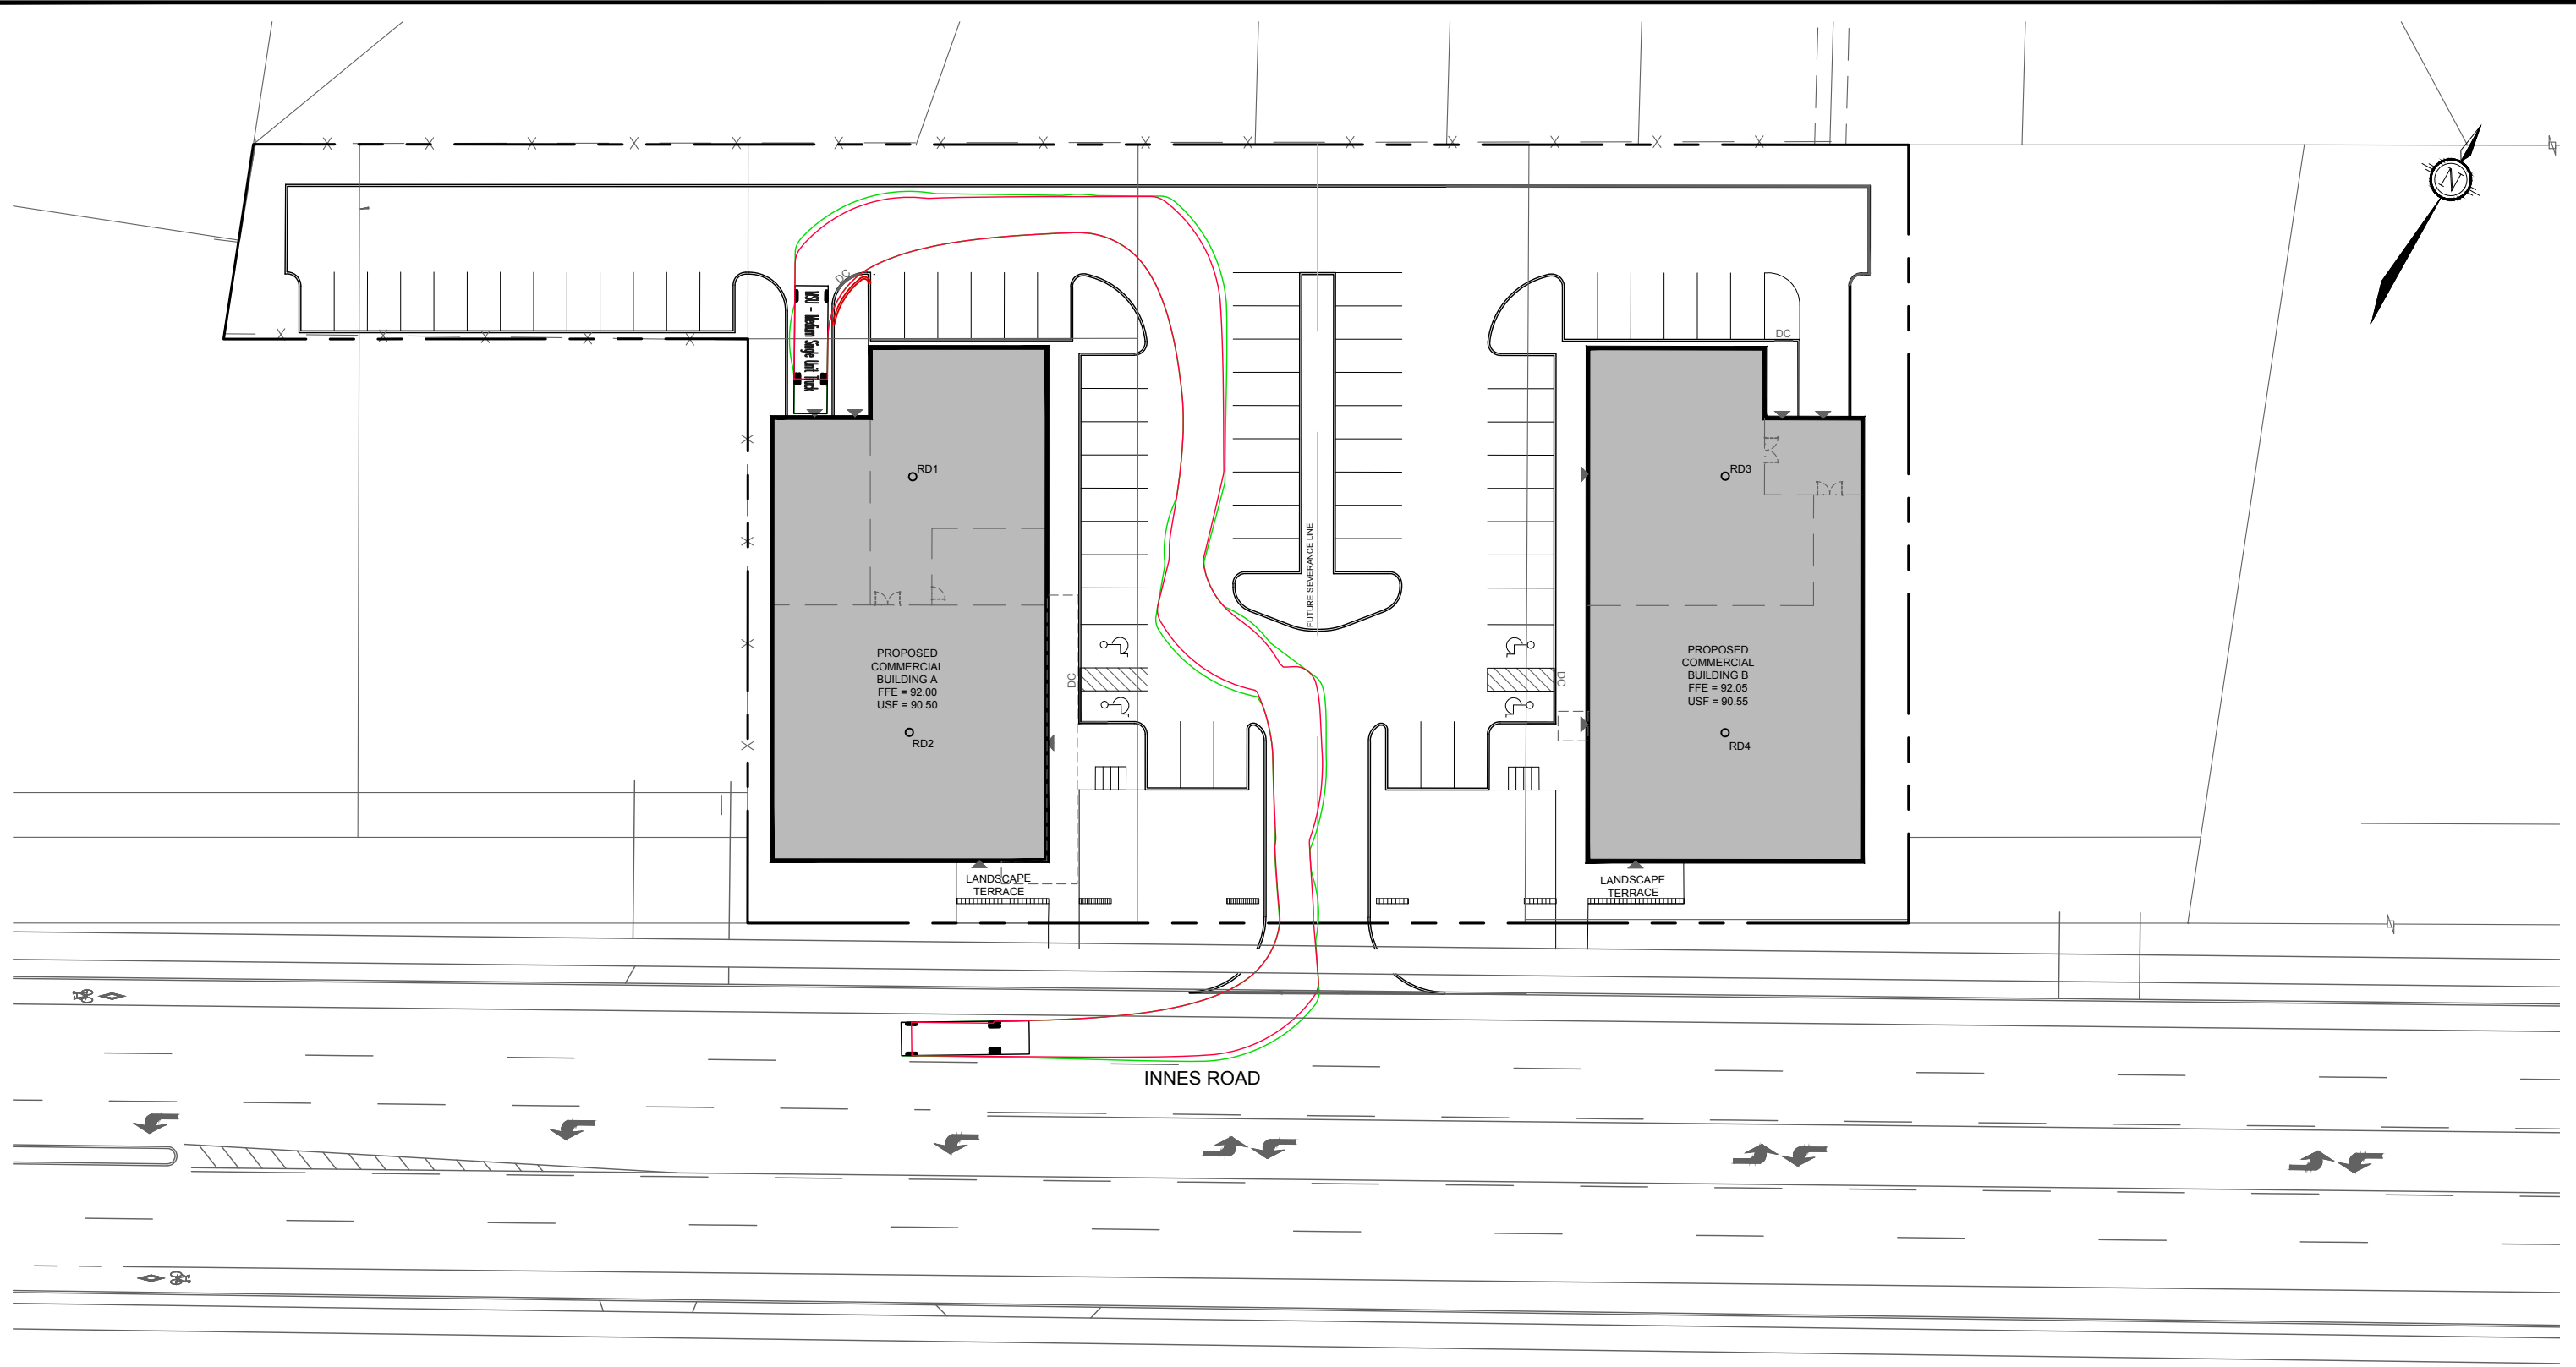 N
DC
MSU - Medium Single Unit Truck
DC
RD1
RD3
FUTURE SEVERANCE LINE
PROPOSED
COMMERCIAL
BUILDING A
FFE = 92.00
USF = 90.50
DC
DC
PROPOSED
COMMERCIAL
BUILDING B
FFE = 92.05
USF = 90.55
RD2
RD4
LANDSCAPE
TERRACE
LANDSCAPE
TERRACE
INNES ROAD